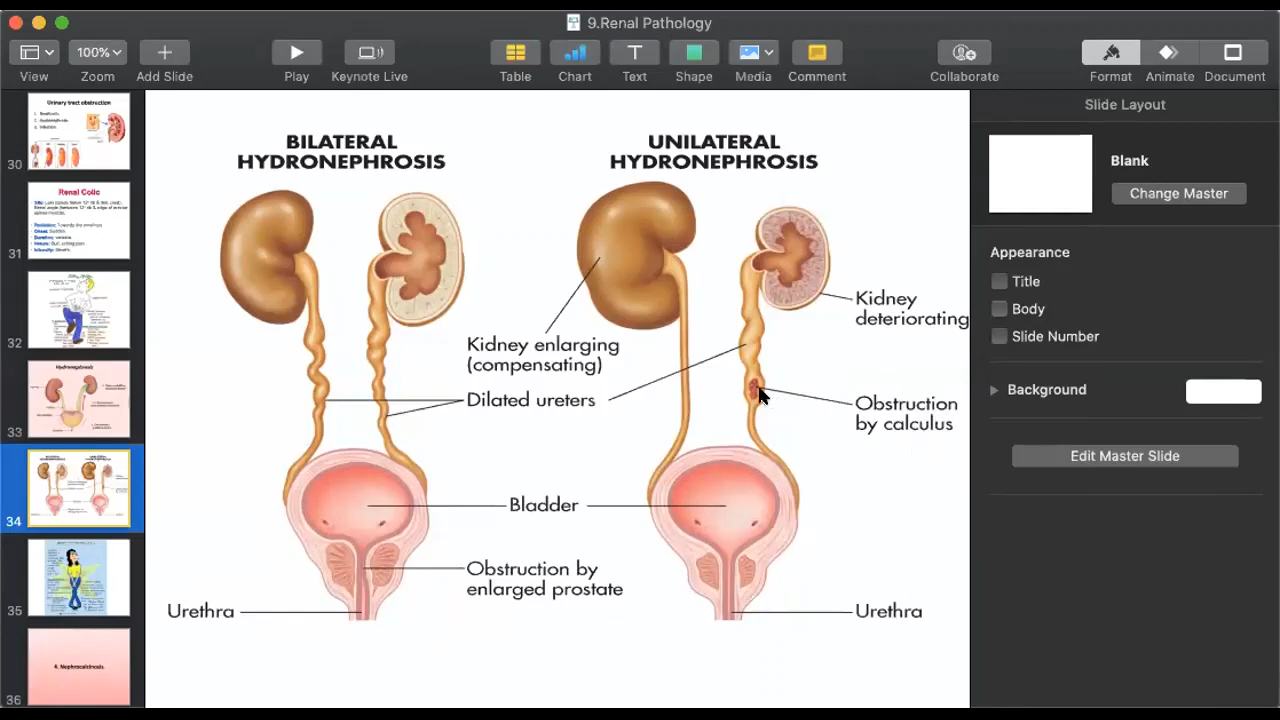 9.Renal Pathology
100%
View
Zoom
Add Slide
Play
Keynote Live
Table
Chart
Text
Shape
Media
Comment
Collaborate
Format
Animate
Document
Urinary tract obstruction
30
Renal Colic
31
32
Hydronephrosis
33
34
35
4. Nephrocalcinosis
36
BILATERAL
HYDRONEPHROSIS
UNILATERAL
HYDRONEPHROSIS
Kidney enlarging
(compensating)
Dilated ureters
Kidney
deteriorating
Obstruction
by calculus
Bladder
Obstruction by
enlarged prostate
Urethra
Urethra
Slide Layout
Blank
Change Master
Appearance
Title
Body
Slide Number
Background
Edit Master Slide